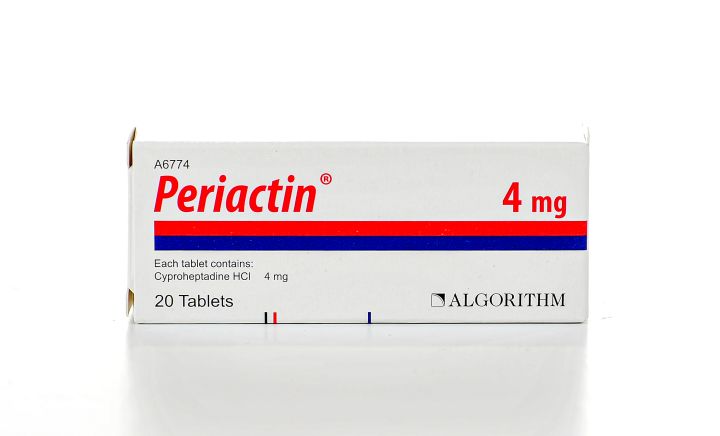 A6774
Periactin®
4 mg
Each tablet contains:
Cyproheptadine HCl 4 mg
20 Tablets
ALGORITHM